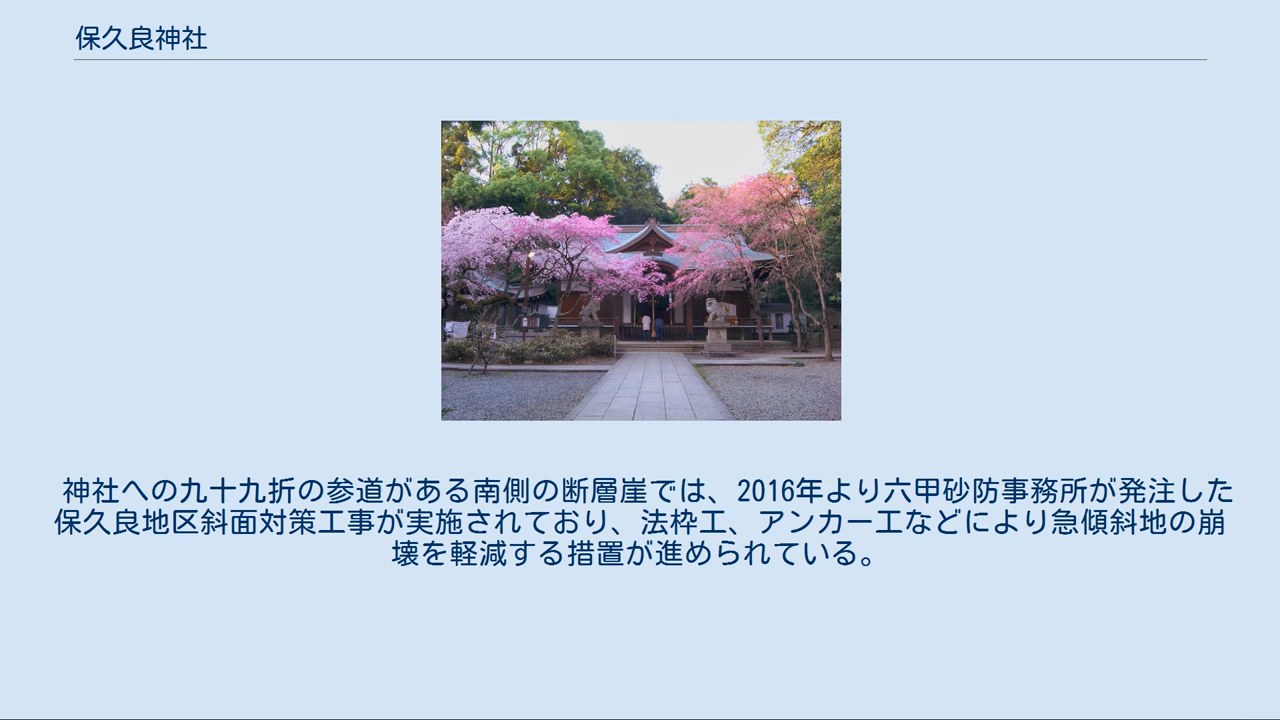 保久良神社
神社への九十九折の参道がある南側の断層崖では、2016年より六甲砂防事務所が発注した
保久良地区斜面対策工事が実施されており、法枠工、アンカー工などにより急傾斜地の崩
壊を軽減する措置が進められている。